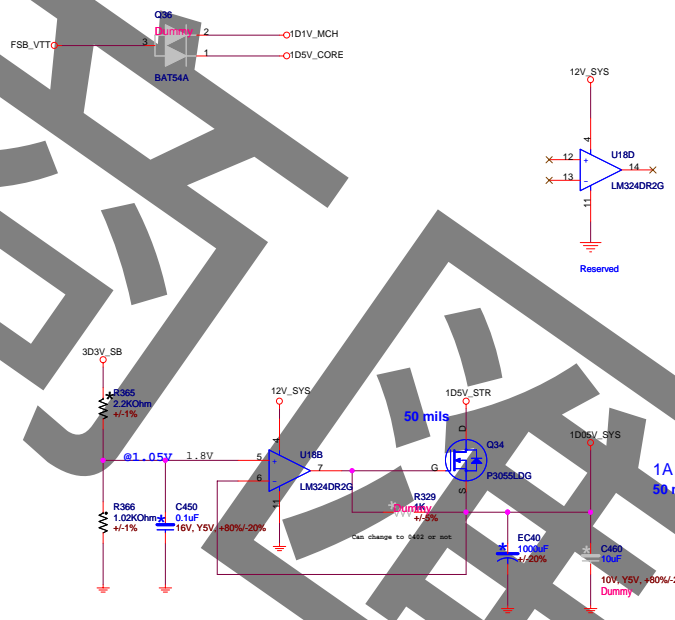 Q36
Dummy
2
1D1V_MCH
FSB_VTT
3
1
1D5V_CORE
BAT54A
12V_SYS
4
12
+
U18D
14
13
-
LM324DR2G
11
Reserved
3D3V_SB
R365
2.2KOhm
+/-1%
@1.05V
1.8V
R366
1.02KOhm
+/-1%
C450
0.1uF
16V, Y5V, +80%/-20%
12V_SYS
4
5
+
U18B
7
6
-
LM324DR2G
11
50 mils
1D5V_STR
D
Q34
G
P3055LDG
S
R329
1K
Dummy
+/-5%
Can change to 0402 or not
EC40
1000uF
+/-20%
1D05V_SYS
1A
50
C460
10uF
10V, Y5V, +80%/-2
Dummy